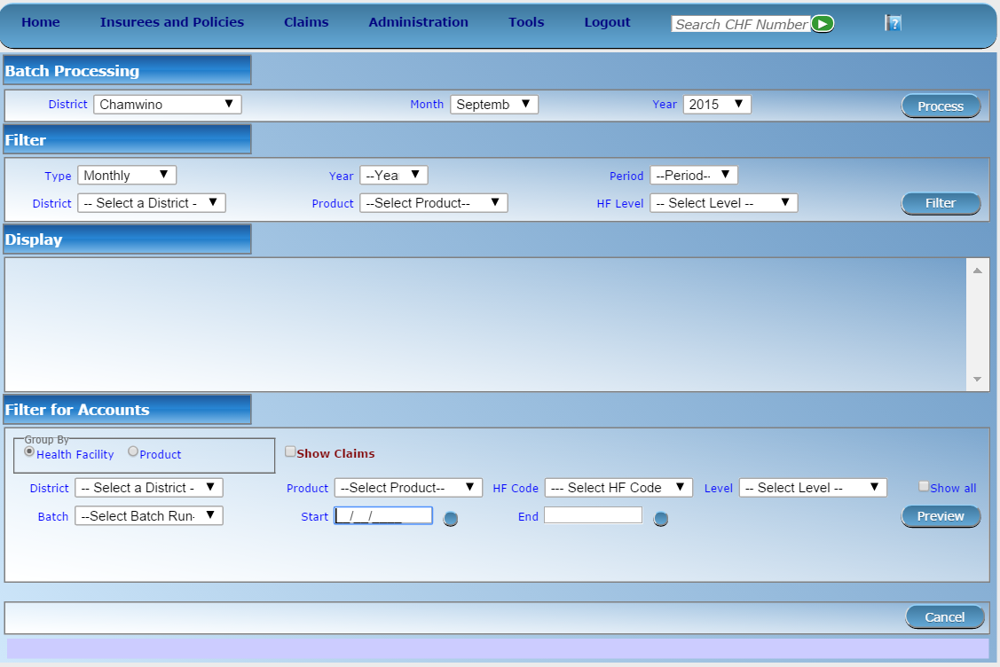 Home Insurees and Policies Claims Administration Tools Logout Search CHF Number ?
Batch Processing
District Chamwino Month Septemb Year 2015 Process
Filter
Type Monthly Year --Yea Period --Period--
District -- Select a District - Product --Select Product-- HF Level -- Select Level -- Filter
Display
Filter for Accounts
Group By
Health Facility Product Show Claims
District -- Select a District - Product --Select Product-- HF Code --- Select HF Code Level -- Select Level -- Show all
Batch --Select Batch Run- Start __/__/____ End Preview
Cancel